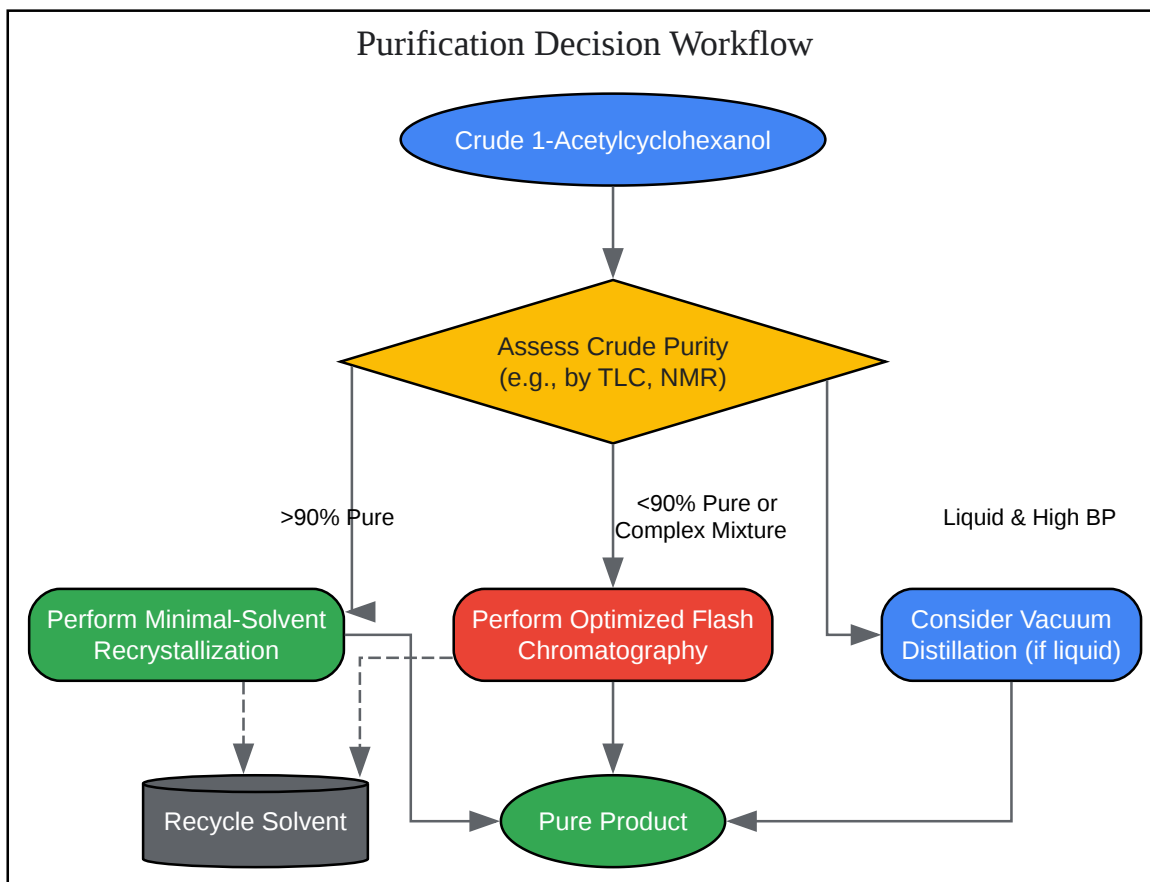 Purification Decision Workflow
Crude 1-Acetylcyclohexanol
Assess Crude Purity
(e.g., by TLC, NMR)
>90% Pure
<90% Pure or
Complex Mixture
Liquid & High BP
Perform Minimal-Solvent
Recrystallization
Perform Optimized Flash
Chromatography
Consider Vacuum
Distillation (if liquid)
Recycle Solvent
Pure Product